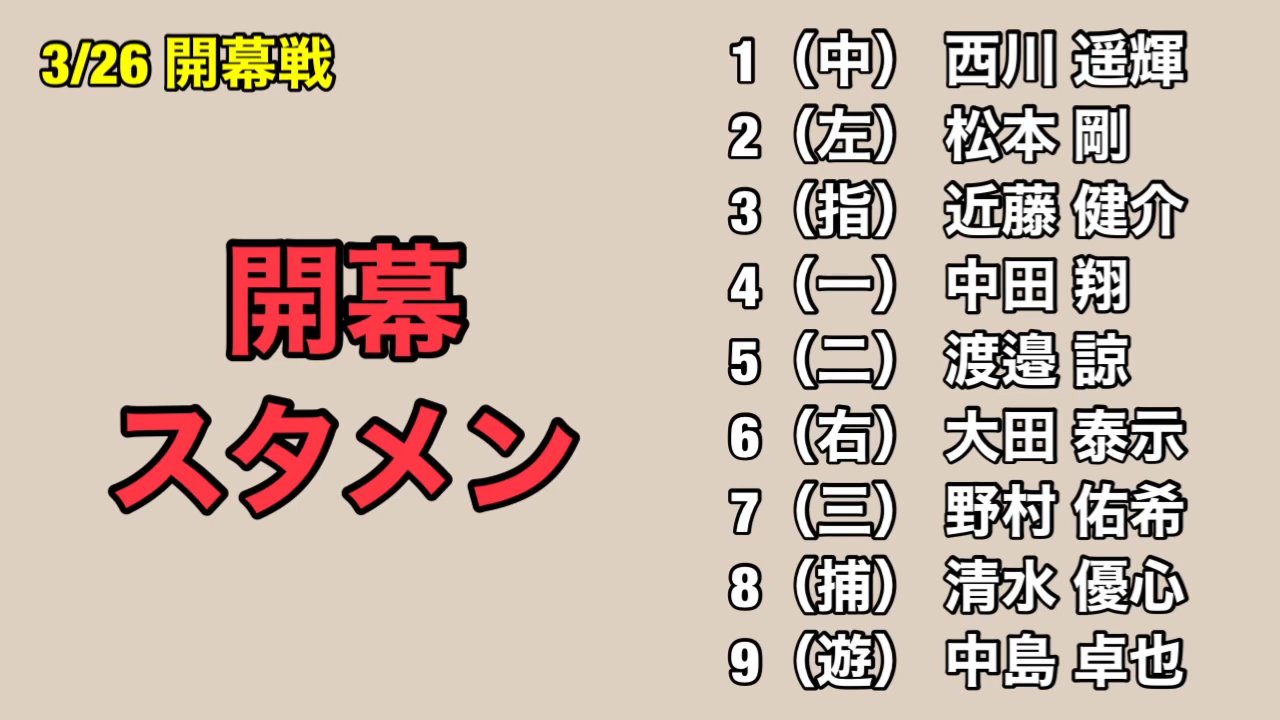 3/26 開幕戦
開幕
スタメン
1（中） 西川 遥輝
2（左） 松本 剛
3（指） 近藤 健介
4（一） 中田 翔
5（二） 渡邉 諒
6（右） 大田 泰示
7（三） 野村 佑希
8（捕） 清水 優心
9（遊） 中島 卓也